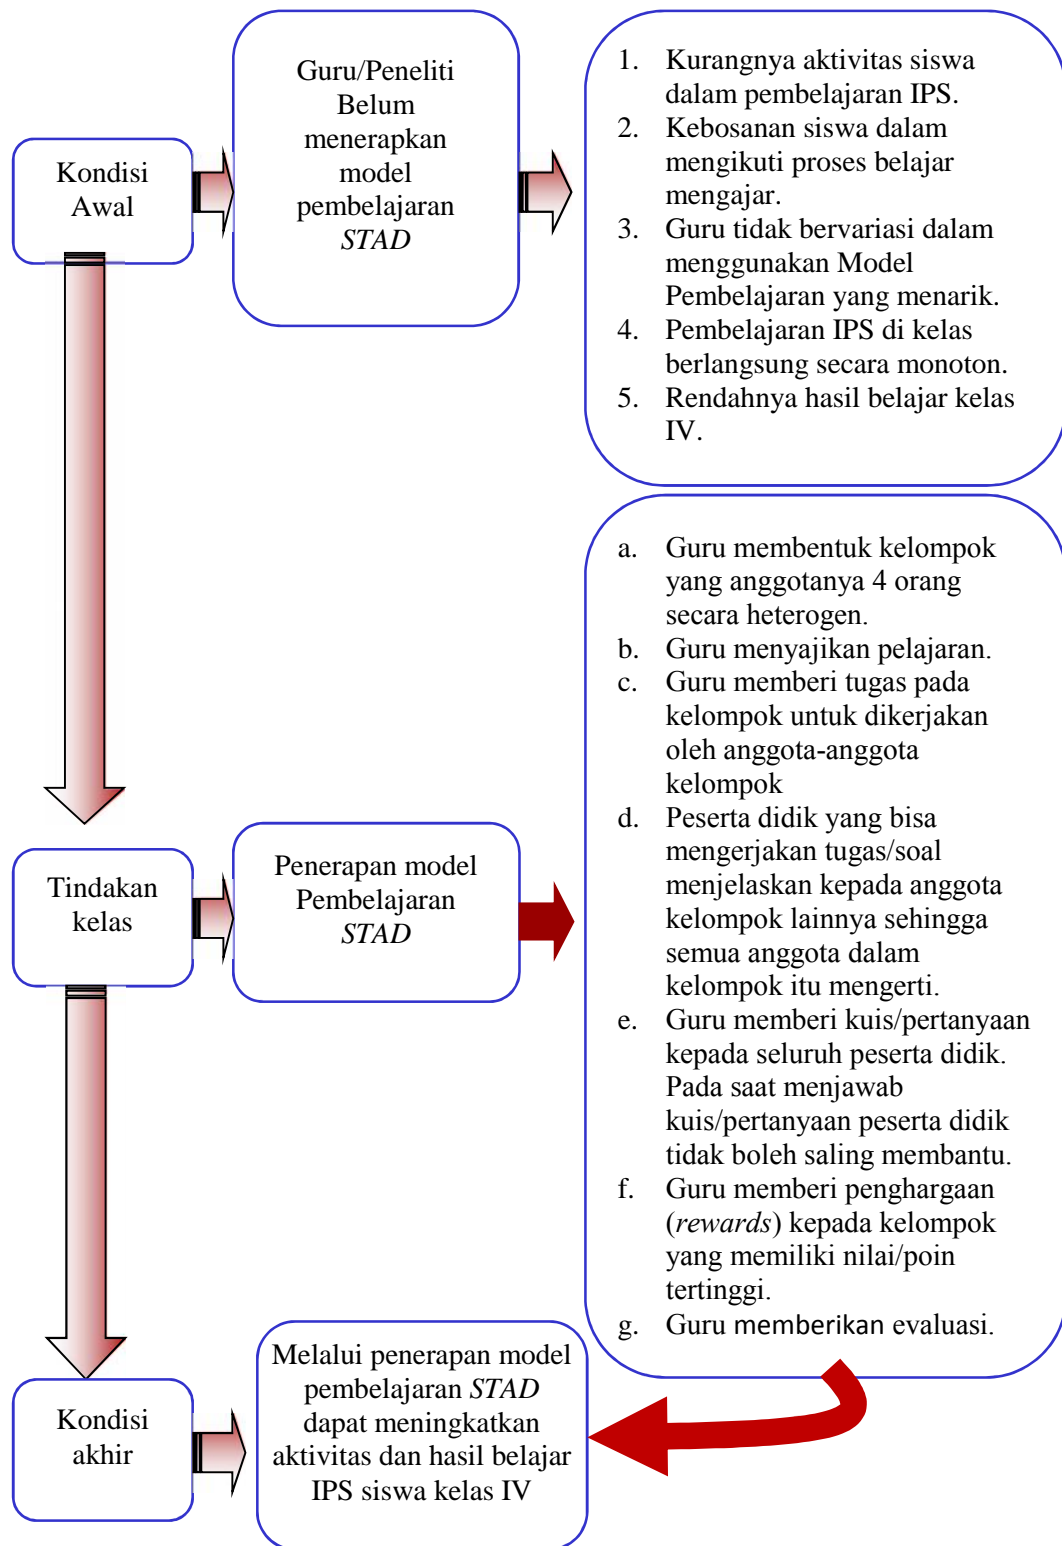 Kondisi
Awal
Guru/Peneliti
Belum
menerapkan
model
pembelajaran
STAD
1. Kurangnya aktivitas siswa
dalam pembelajaran IPS.
2. Kebosanan siswa dalam
mengikuti proses belajar
mengajar.
3. Guru tidak bervariasi dalam
menggunakan Model
Pembelajaran yang menarik.
4. Pembelajaran IPS di kelas
berlangsung secara monoton.
5. Rendahnya hasil belajar kelas
IV.
Tindakan
kelas
Penerapan model
Pembelajaran
STAD
a. Guru membentuk kelompok
yang anggotanya 4 orang
secara heterogen.
b. Guru menyajikan pelajaran.
c. Guru memberi tugas pada
kelompok untuk dikerjakan
oleh anggota-anggota
kelompok
d. Peserta didik yang bisa
mengerjakan tugas/soal
menjelaskan kepada anggota
kelompok lainnya sehingga
semua anggota dalam
kelompok itu mengerti.
e. Guru memberi kuis/pertanyaan
kepada seluruh peserta didik.
Pada saat menjawab
kuis/pertanyaan peserta didik
tidak boleh saling membantu.
f. Guru memberi penghargaan
(rewards) kepada kelompok
yang memiliki nilai/poin
tertinggi.
g. Guru memberikan evaluasi.
Kondisi
akhir
Melalui penerapan model
pembelajaran STAD
dapat meningkatkan
aktivitas dan hasil belajar
IPS siswa kelas IV